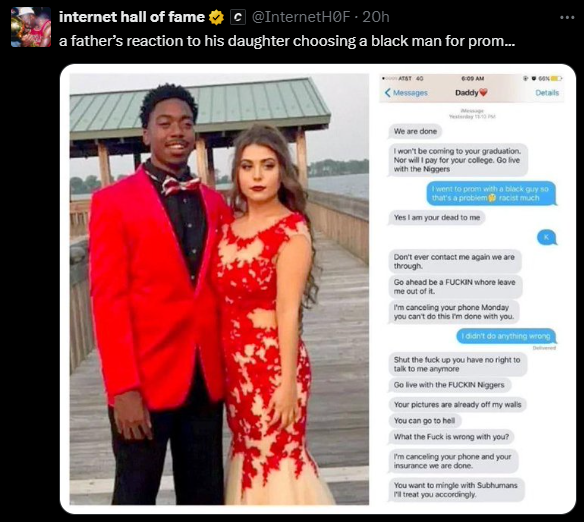 internet hall of fame @InternetH0F · 20h
a father's reaction to his daughter choosing a black man for prom...
AT&T 4G 6:09 AM 66%
Messages Daddy Details
iMessage
We are done
I won't be coming to your graduation.
Nor will I pay for your college. Go live
with the Niggers
I went to prom with a black guy so
that's a problem🤔 racist much
Yes I am your dead to me
K
Don't ever contact me again we are
through.
Go ahead be a FUCKIN whore leave
me out of it.
I'm canceling your phone Monday
you can't do this I'm done with you.
I didn't do anything wrong
Delivered
Shut the fuck up you have no right to
talk to me anymore
Go live with the FUCKIN Niggers
Your pictures are already off my walls
You can go to hell
What the Fuck is wrong with you?
I'm canceling your phone and your
insurance we are done.
You want to mingle with Subhumans
I'll treat you accordingly.